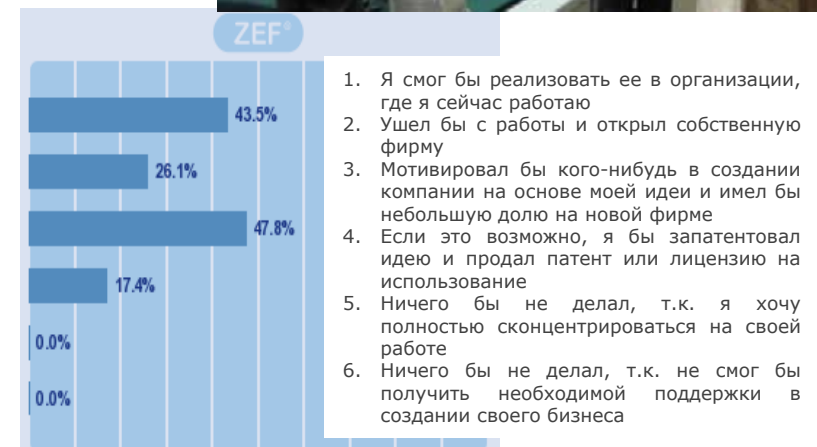 ZEF®
43.5%
26.1%
47.8%
17.4%
0.0%
0.0%
1. Я смог бы реализовать ее в организации,
где я сейчас работаю
2. Ушел бы с работы и открыл собственную
фирму
3. Мотивировал бы кого-нибудь в создании
компании на основе моей идеи и имел бы
небольшую долю на новой фирме
4. Если это возможно, я бы запатентовал
идею и продал патент или лицензию на
использование
5. Ничего бы не делал, т.к. я хочу
полностью сконцентрироваться на своей
работе
6. Ничего бы не делал, т.к. не смог бы
получить необходимой поддержки в
создании своего бизнеса